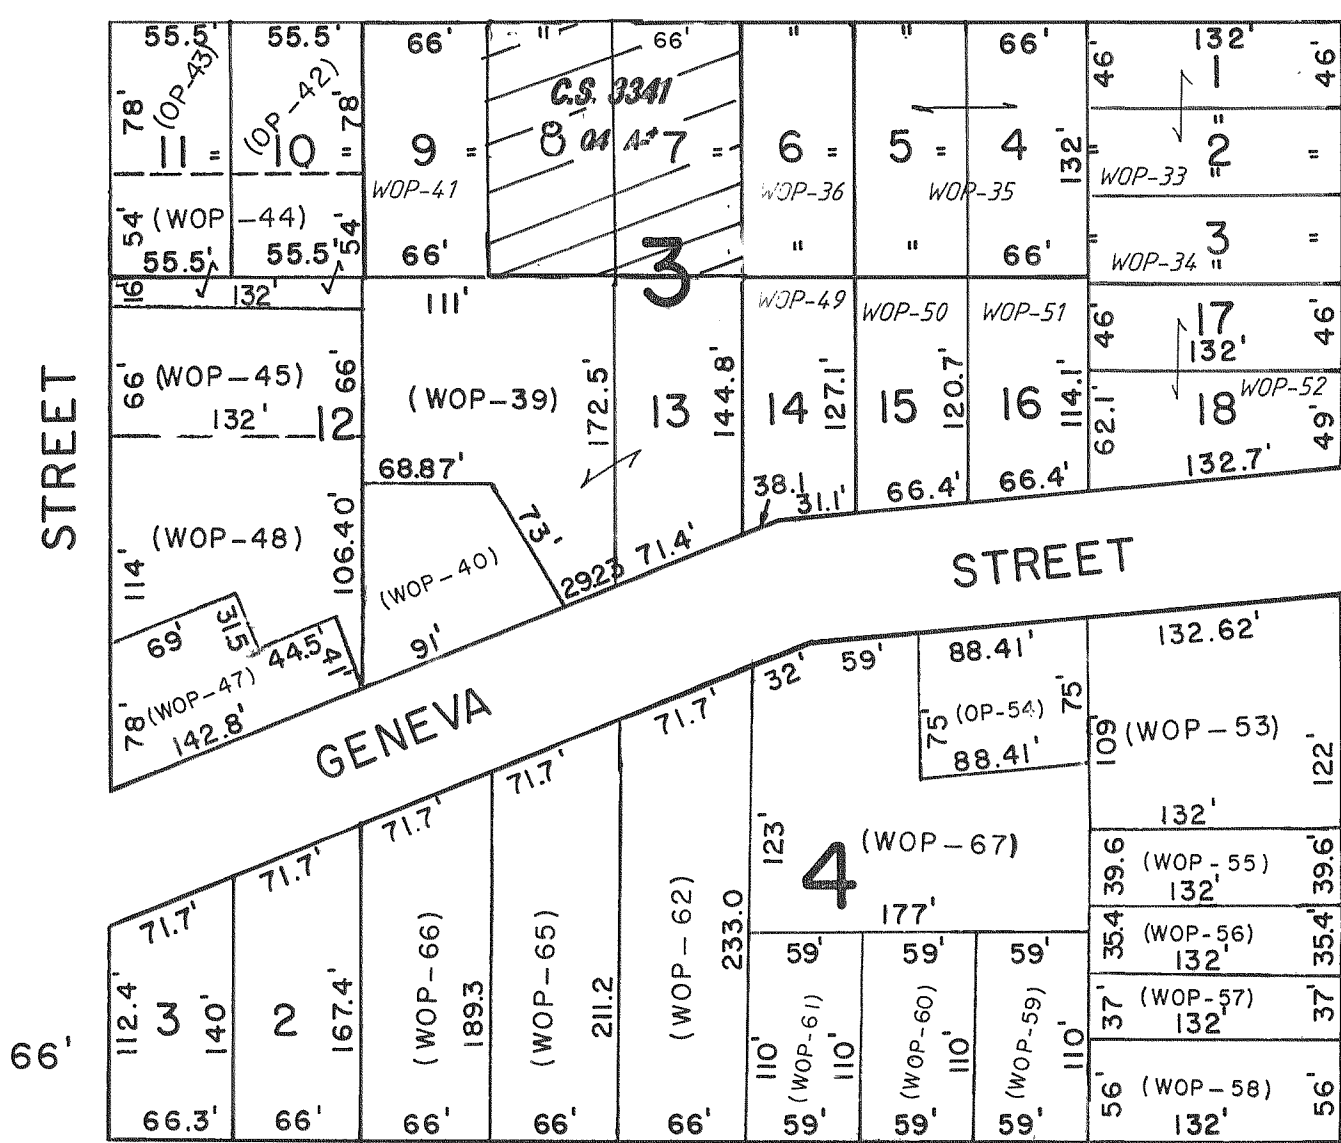 55.5' 55.5' 66' " 66' " " 66' 132'
78' (OP-43) (OP-42) 78' C.S. 3341 46' 1 46'
11 = 10 = 9 = 8 04 A± 7 = 6 = 5 = 4 132' = " 2 " =
WOP-41 WOP-36 WOP-35 WOP-33
54' (WOP-44) 54' = 3 " =
55.5' 55.5' 66' 3 " " 66' WOP-34
16' 132' 111' WOP-49 WOP-50 WOP-51 46' 17 46'
132'
66' (WOP-45) 66' (WOP-39) 172.5' 13 144.8' 14 127.1' 15 120.7' 16 114.1' 62.1' 18 WOP-52 49'
132' 12
STREET
68.87' 38.1 31.1' 66.4' 66.4' 132.7'
114' (WOP-48) 106.40' 73' 29.23 71.4'
STREET
(WOP-40)
69' 31.5 44.5' 41' 91' 32' 59' 88.41' 132.62'
78' (WOP-47) 142.8' 71.7' 75' (OP-54) 75' 109' (WOP-53) 122'
GENEVA
88.41'
71.7' 71.7' 132'
71.7' 123' 4 (WOP-67) 39.6 (WOP-55) 39.6'
132'
71.7' 177' 35.4 (WOP-56) 35.4'
132'
59' 59' 59'
112.4' 3 140' 2 167.4' (WOP-66) 189.3 (WOP-65) 211.2 (WOP-62) 233.0 37' (WOP-57) 37'
132'
66' 110' (WOP-61) 110' (WOP-60) 110' (WOP-59) 110' 56' (WOP-58) 56'
66.3' 66' 66' 66' 66' 59' 59' 59' 132'